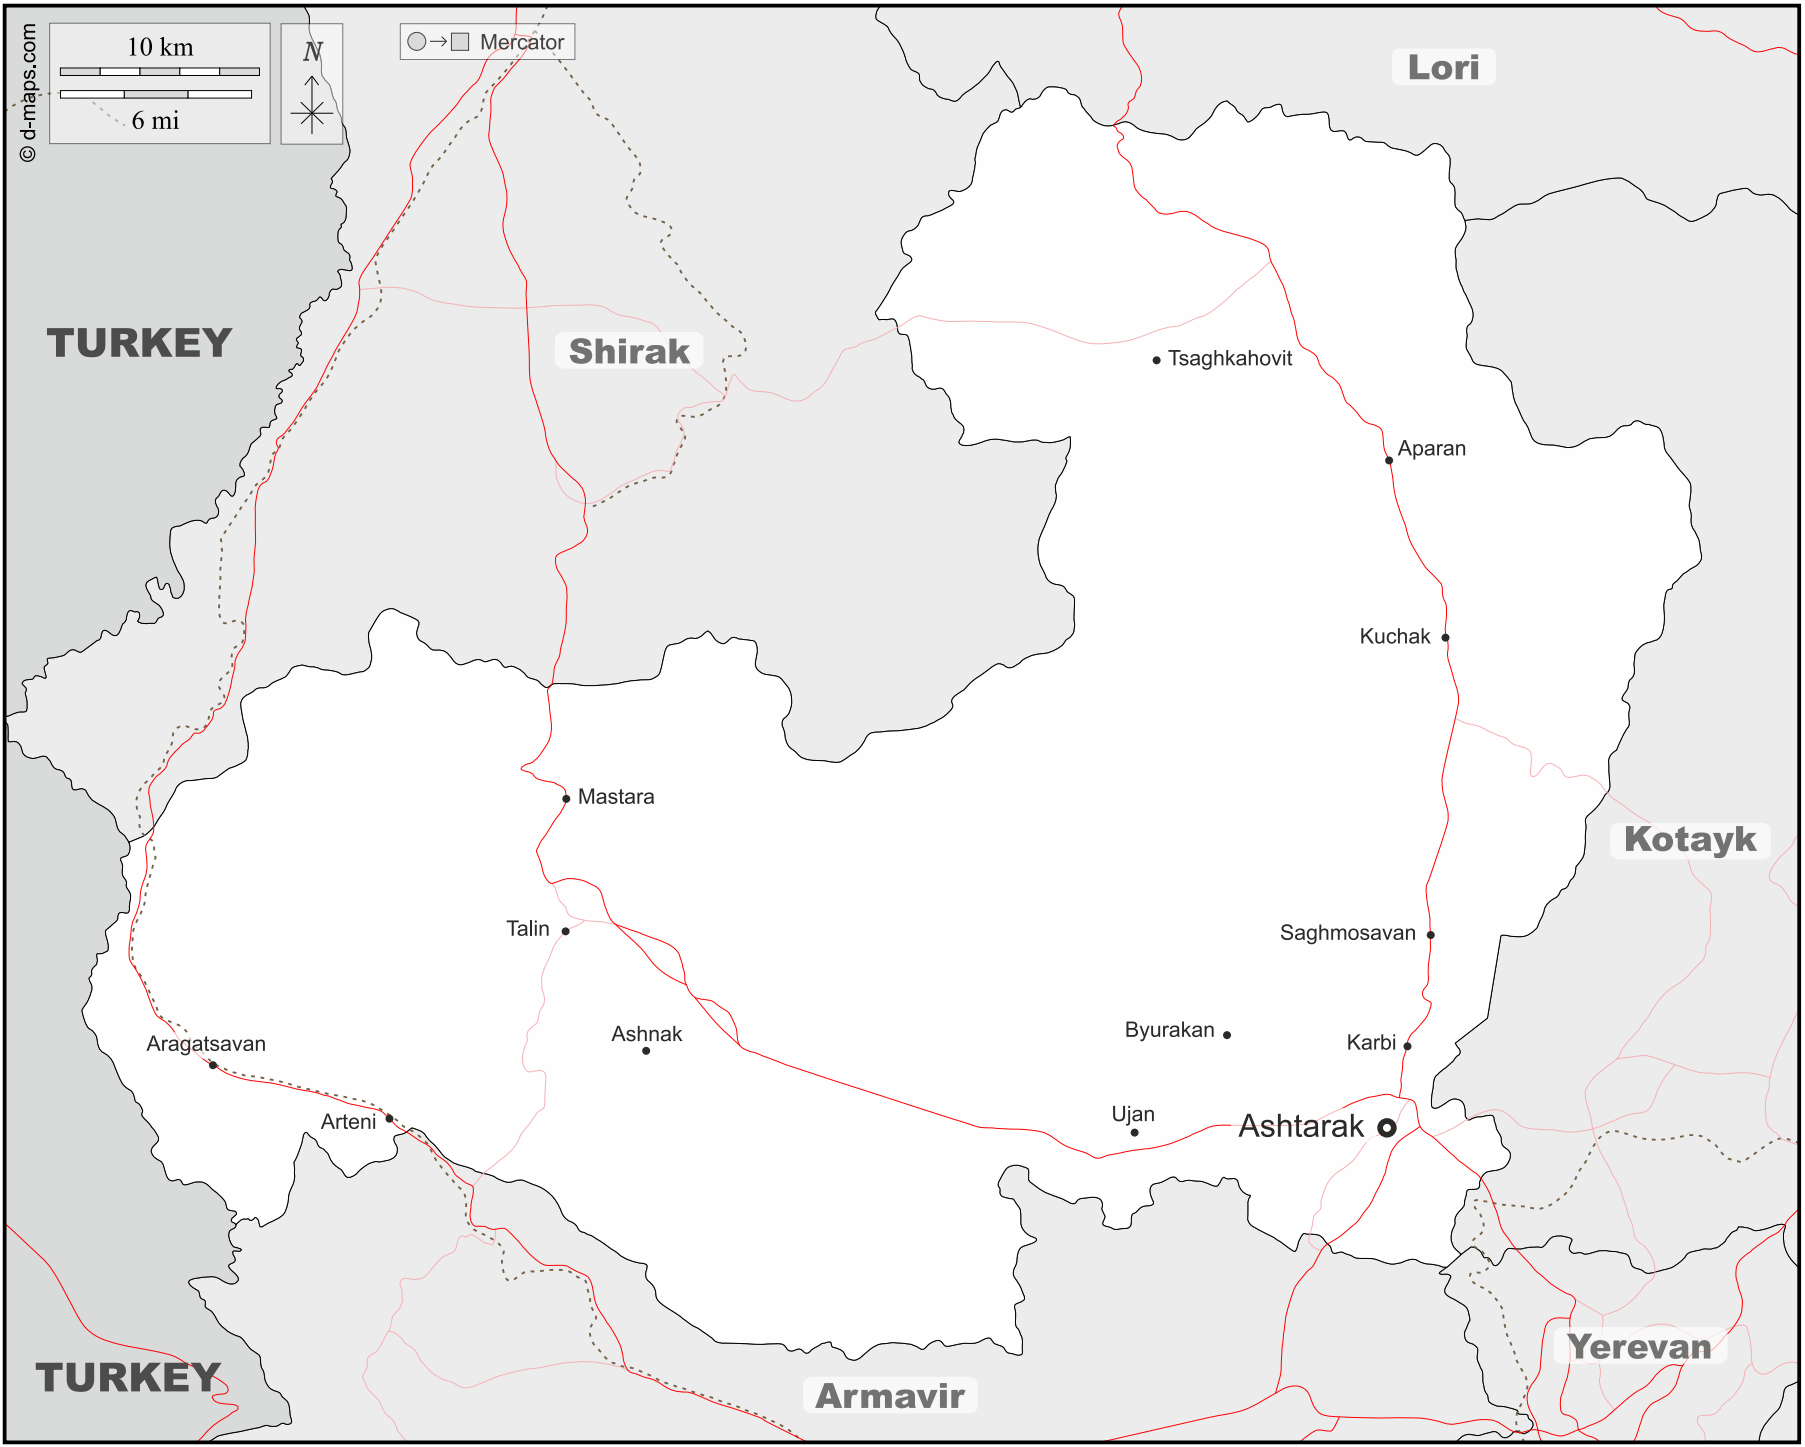 © d-maps.com
10 km
6 mi
N
Mercator
Lori
TURKEY
Shirak
Tsaghkahovit
Aparan
Kuchak
Mastara
Kotayk
Talin
Saghmosavan
Byurakan
Ashnak
Karbi
Aragatsavan
Ujan
Arteni
Ashtarak
Yerevan
TURKEY
Armavir